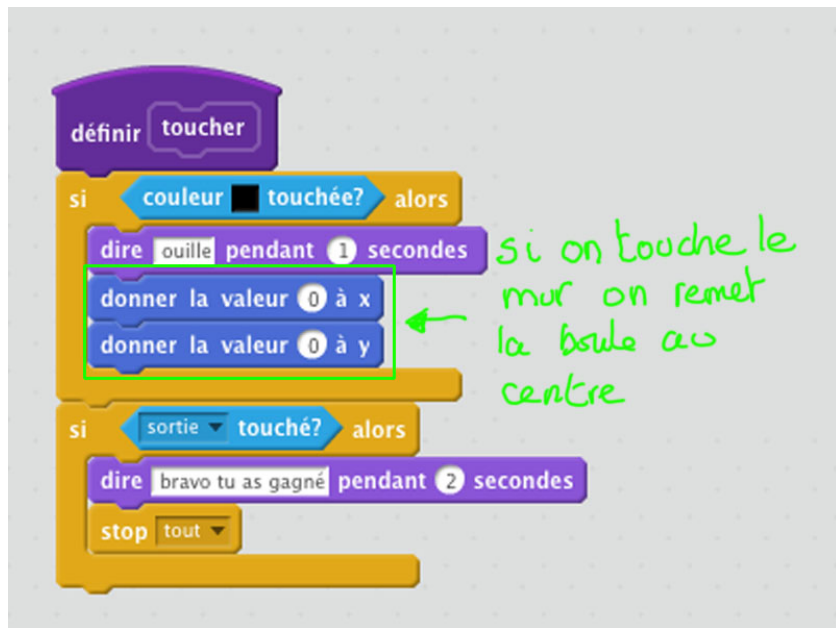 définir toucher
si couleur touchée? alors
dire ouille pendant 1 secondes
donner la valeur 0 à x
donner la valeur 0 à y
si on touche le
mur on remet
la boule au
centre
si sortie touché? alors
dire bravo tu as gagné pendant 2 secondes
stop tout